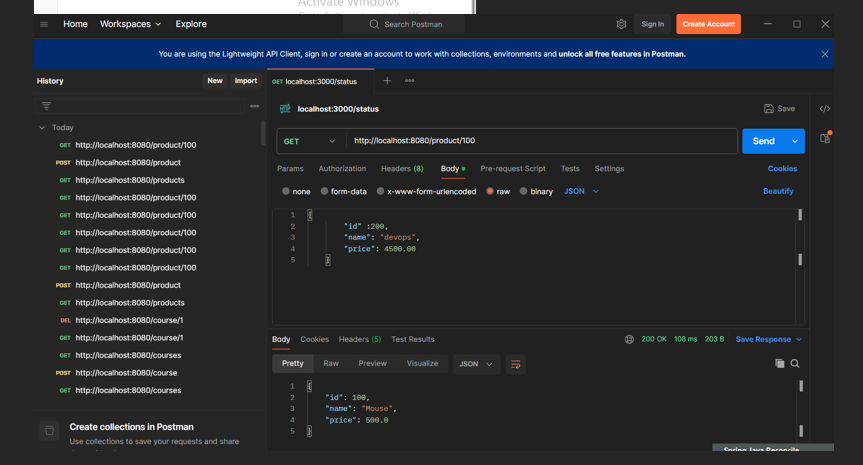 Activate Windows
Home Workspaces Explore Search Postman Sign In Create Account
You are using the Lightweight API Client, sign in or create an account to work with collections, environments and unlock all free features in Postman.
History New Import
GET localhost:3000/status
HTTP localhost:3000/status Save
Today
GET http://localhost:8080/product/100
POST http://localhost:8080/product
GET http://localhost:8080/products
GET http://localhost:8080/product/100
GET http://localhost:8080/product/100
GET http://localhost:8080/product/100
GET http://localhost:8080/product/100
GET http://localhost:8080/product/100
POST http://localhost:8080/product
GET http://localhost:8080/products
DEL http://localhost:8080/course/1
GET http://localhost:8080/course/1
GET http://localhost:8080/courses
POST http://localhost:8080/course
GET http://localhost:8080/courses
Create collections in Postman
Use collections to save your requests and share
GET http://localhost:8080/product/100 Send
Params Authorization Headers (8) Body Pre-request Script Tests Settings Cookies
none form-data x-www-form-urlencoded raw binary JSON Beautify
1 {
2 "id" :200,
3 "name": "devops",
4 "price": 4500.00
5 }
Body Cookies Headers (5) Test Results 200 OK 108 ms 203 B Save Response
Pretty Raw Preview Visualize JSON
1 {
2 "id": 100,
3 "name": "Mouse",
4 "price": 500.0
5 }
Spring Java Reconcile